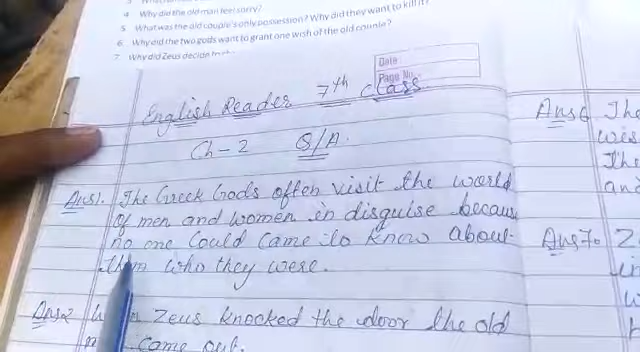 4 Why did the old man feel sorry?
5 What was the old couple's only possession? Why did they want to kill it?
6 Why did the two gods want to grant one wish of the old couple?
7 Why did Zeus decide
Date
Page No.
English Reader 7th class
Ch-2 Q/A.
Ans1. The Greek Gods often visit the world
of men and women in disguise becaus
no one Could Came to know about
them who they were.
Ans2 Zeus knocked the door the old
came out.
Ans6 The
wis
The
an
Ans7. Z
in
w